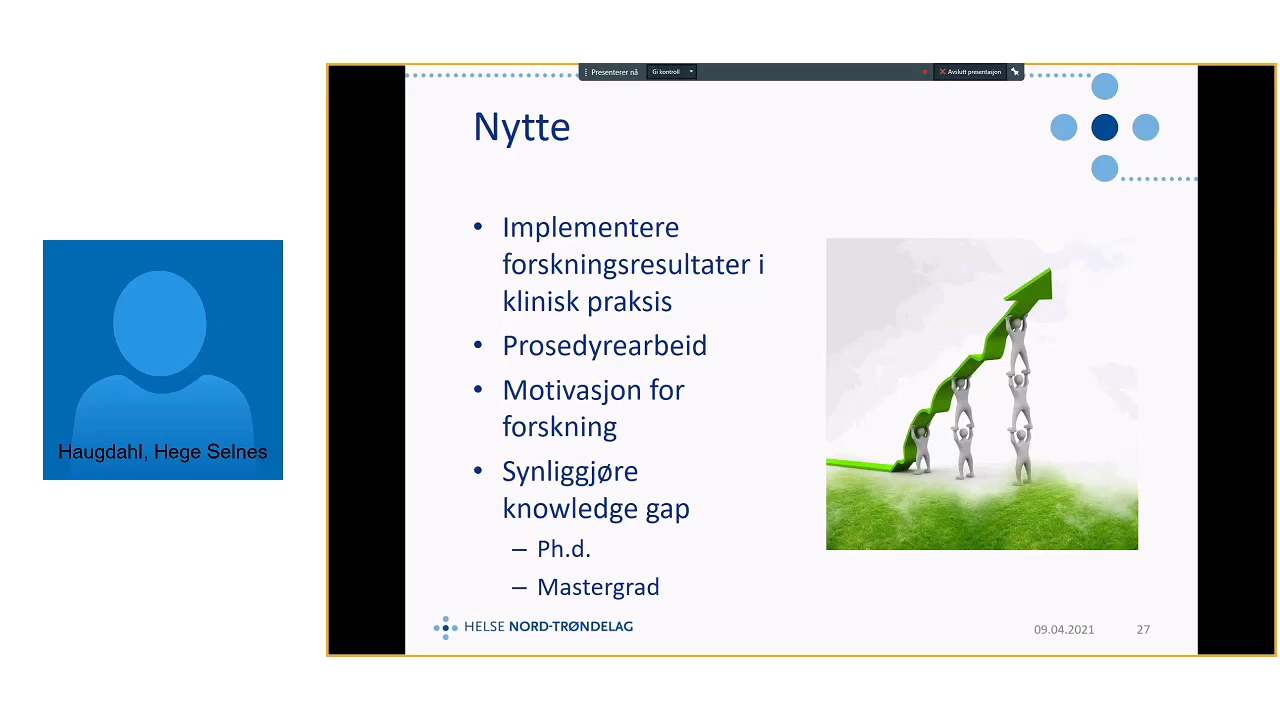 Presenterer nå
Gi kontroll
Avslutt presentasjon
Nytte
• Implementere
forskningsresultater i
klinisk praksis
• Prosedyrearbeid
• Motivasjon for
forskning
• Synliggjøre
knowledge gap
– Ph.d.
– Mastergrad
HELSE NORD-TRØNDELAG
09.04.2021
27
Haugdahl, Hege Selnes